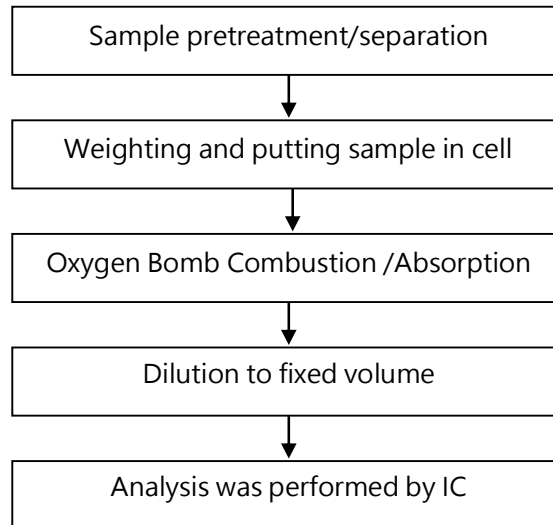 Sample pretreatment/separation
Weighting and putting sample in cell
Oxygen Bomb Combustion /Absorption
Dilution to fixed volume
Analysis was performed by IC